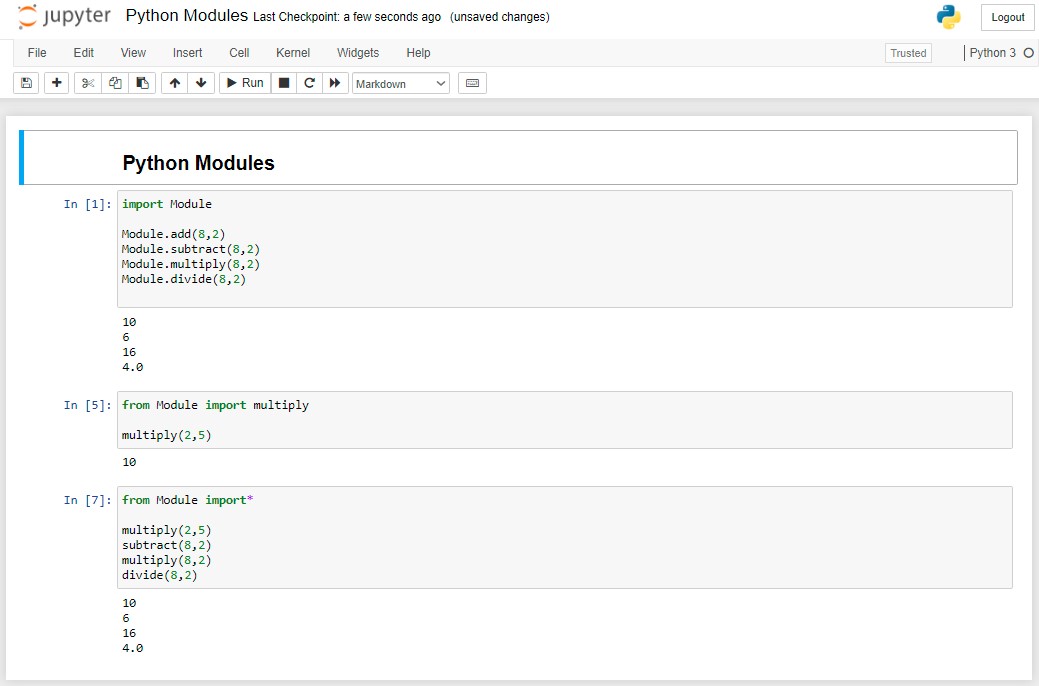 jupyter Python Modules Last Checkpoint: a few seconds ago (unsaved changes) Logout
File Edit View Insert Cell Kernel Widgets Help Trusted Python 3
Run Markdown
Python Modules
In [1]: import Module
Module.add(8,2)
Module.subtract(8,2)
Module.multiply(8,2)
Module.divide(8,2)
10
6
16
4.0
In [5]: from Module import multiply
multiply(2,5)
10
In [7]: from Module import*
multiply(2,5)
subtract(8,2)
multiply(8,2)
divide(8,2)
10
6
16
4.0